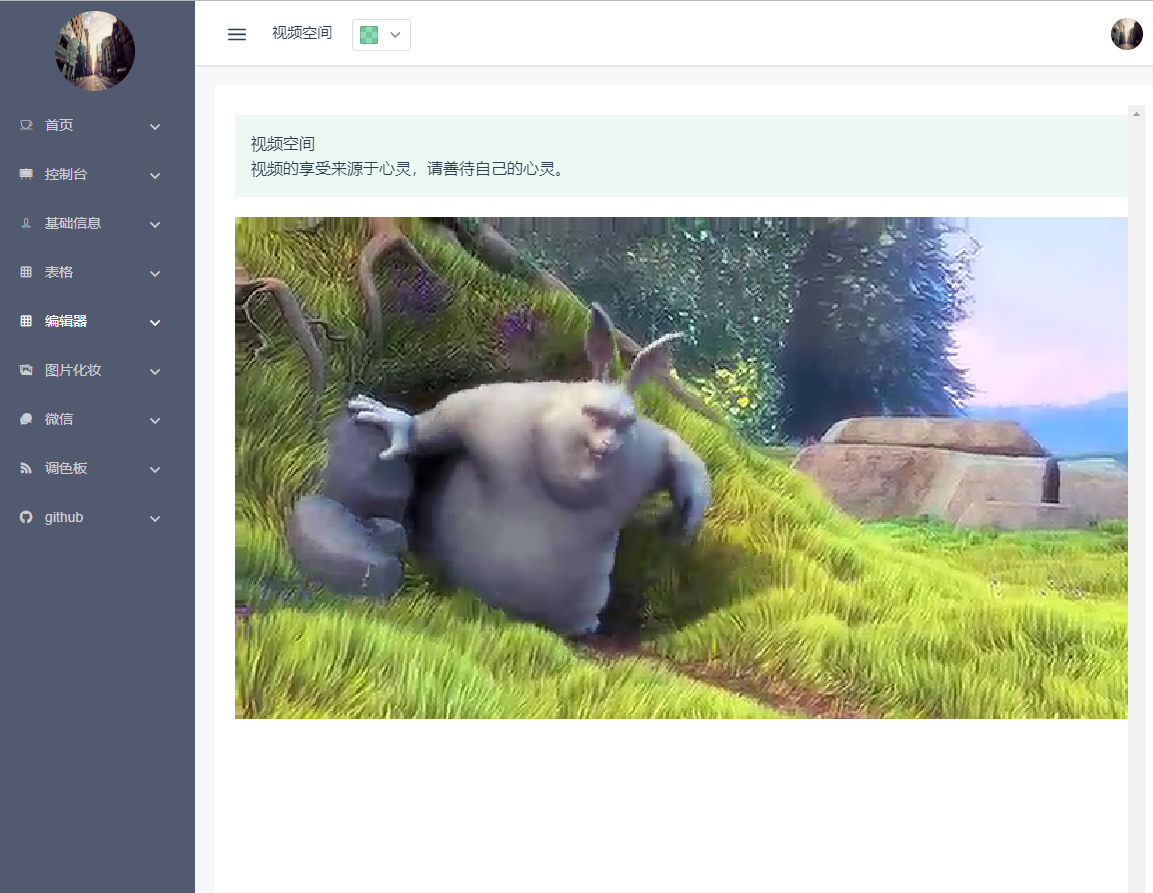 视频空间
首页
控制台
基础信息
表格
编辑器
图片化妆
微信
调色板
github
视频空间
视频的享受来源于心灵，请善待自己的心灵。